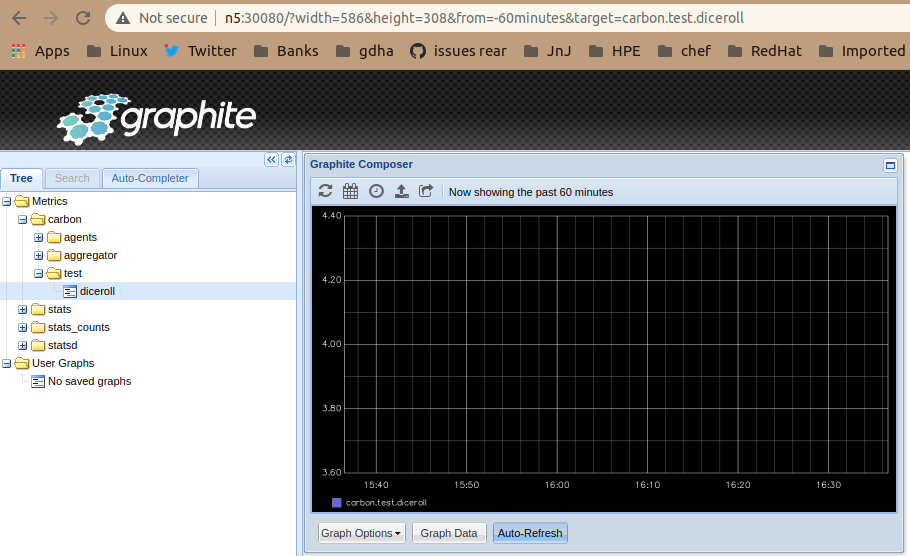 Not secure n5:30080/?width=586&height=308&from=-60minutes&target=carbon.test.diceroll
Apps Linux Twitter Banks gdha issues rear JnJ HPE chef RedHat Imported
graphite
Tree Search Auto-Completer
Metrics
carbon
agents
aggregator
test
diceroll
stats
stats_counts
statsd
User Graphs
No saved graphs
Graphite Composer
Now showing the past 60 minutes
4.40
4.20
4.00
3.80
3.60
15:40 15:50 16:00 16:10 16:20 16:30
carbon.test.diceroll
Graph Options Graph Data Auto-Refresh